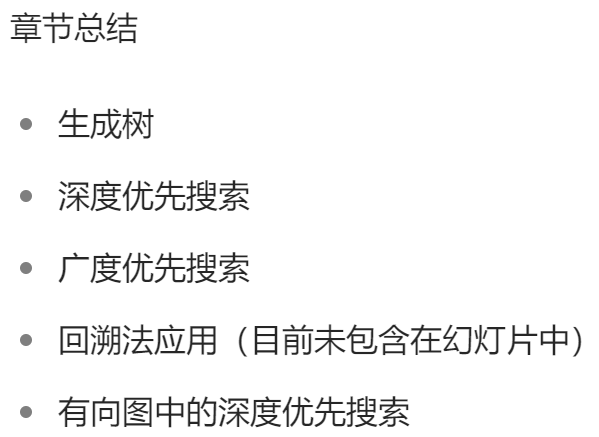 章节总结
生成树
深度优先搜索
广度优先搜索
回溯法应用（目前未包含在幻灯片中）
有向图中的深度优先搜索